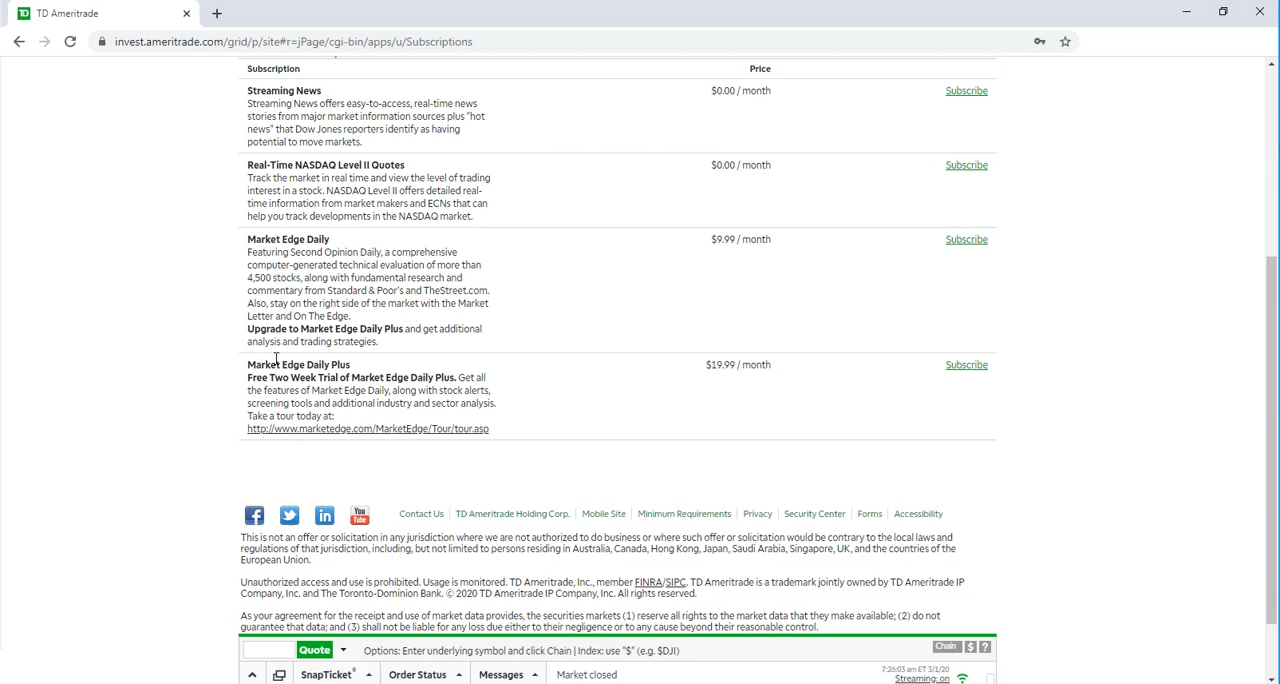 TD Ameritrade
invest.ameritrade.com/grid/p/site#r=jPage/cgi-bin/apps/u/Subscriptions
Subscription Price
Streaming News $0.00 / month Subscribe
Streaming News offers easy-to-access, real-time news
stories from major market information sources plus "hot
news" that Dow Jones reporters identify as having
potential to move markets.
Real-Time NASDAQ Level II Quotes $0.00 / month Subscribe
Track the market in real time and view the level of trading
interest in a stock. NASDAQ Level II offers detailed real-
time information from market makers and ECNs that can
help you track developments in the NASDAQ market.
Market Edge Daily $9.99 / month Subscribe
Featuring Second Opinion Daily, a comprehensive
computer-generated technical evaluation of more than
4,500 stocks, along with fundamental research and
commentary from Standard & Poor's and TheStreet.com.
Also, stay on the right side of the market with the Market
Letter and On The Edge.
Upgrade to Market Edge Daily Plus and get additional
analysis and trading strategies.
Market Edge Daily Plus $19.99 / month Subscribe
Free Two Week Trial of Market Edge Daily Plus. Get all
the features of Market Edge Daily, along with stock alerts,
screening tools and additional industry and sector analysis.
Take a tour today at:
http://www.marketedge.com/MarketEdge/Tour/tour.asp
You Tube Contact Us TD Ameritrade Holding Corp. Mobile Site Minimum Requirements Privacy Security Center Forms Accessibility
This is not an offer or solicitation in any jurisdiction where we are not authorized to do business or where such offer or solicitation would be contrary to the local laws and
regulations of that jurisdiction, including, but not limited to persons residing in Australia, Canada, Hong Kong, Japan, Saudi Arabia, Singapore, UK, and the countries of the
European Union.
Unauthorized access and use is prohibited. Usage is monitored. TD Ameritrade, Inc., member FINRA/SIPC. TD Ameritrade is a trademark jointly owned by TD Ameritrade IP
Company, Inc. and The Toronto-Dominion Bank. © 2020 TD Ameritrade IP Company, Inc. All rights reserved.
As your agreement for the receipt and use of market data provides, the securities markets (1) reserve all rights to the market data that they make available; (2) do not
guarantee that data; and (3) shall not be liable for any loss due either to their negligence or to any cause beyond their reasonable control.
Quote Options: Enter underlying symbol and click Chain | Index: use "$" (e.g. $DJI) Chain $ ?
SnapTicket® Order Status Messages Market closed 7:26:03 am ET 3/1/20
Streaming: on